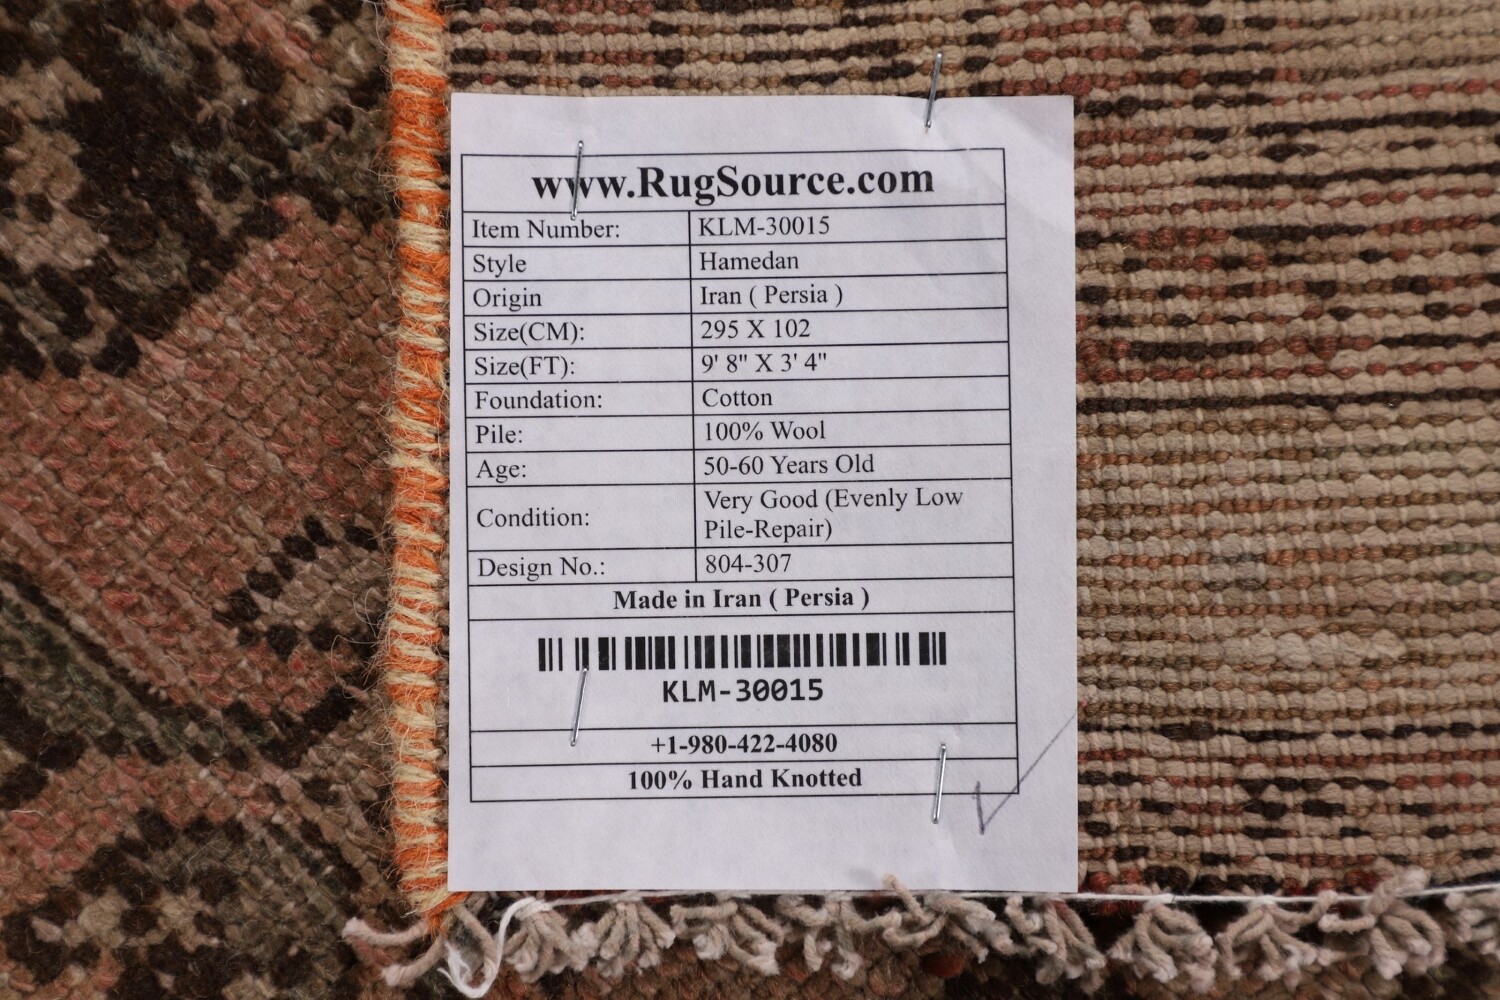 www.RugSource.com
Item Number: KLM-30015
Style Hamedan
Origin Iran ( Persia )
Size(CM): 295 X 102
Size(FT): 9' 8" X 3' 4"
Foundation: Cotton
Pile: 100% Wool
Age: 50-60 Years Old
Condition: Very Good (Evenly Low
Pile-Repair)
Design No.: 804-307
Made in Iran ( Persia )
KLM-30015
+1-980-422-4080
100% Hand Knotted